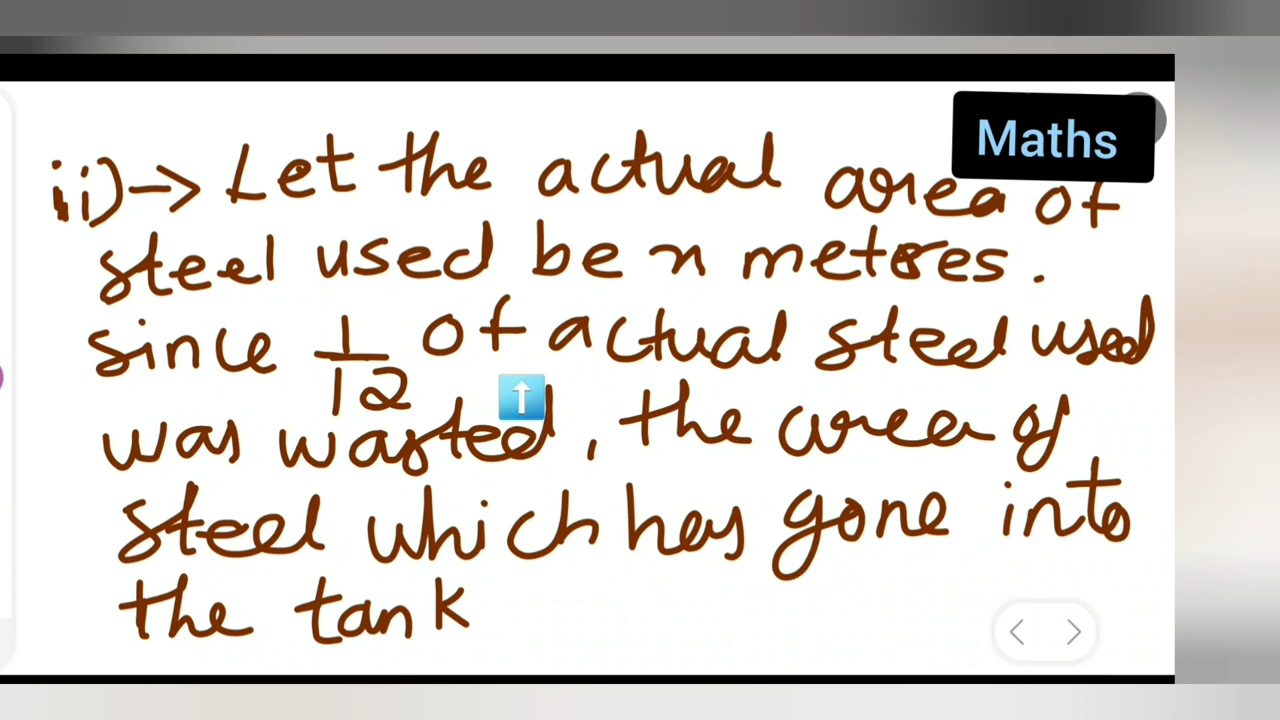 Maths
ii)→ Let the actual area of
steel used be x metres.
since 1/12 of actual steel used
was wasted, the area of
steel which has gone into
the tank